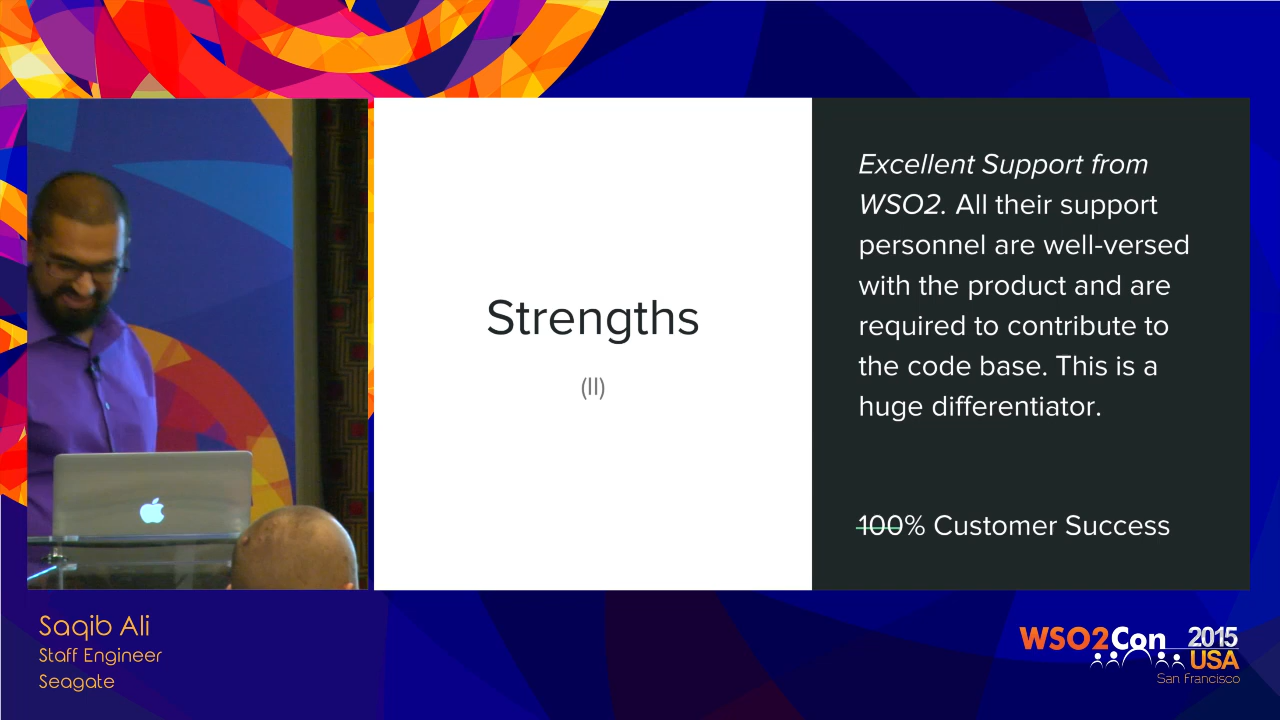 Strengths
(II)
Excellent Support from
WSO2. All their support
personnel are well-versed
with the product and are
required to contribute to
the code base. This is a
huge differentiator.
100% Customer Success
Saqib Ali
Staff Engineer
Seagate
WSO2Con 2015
USA
San Francisco